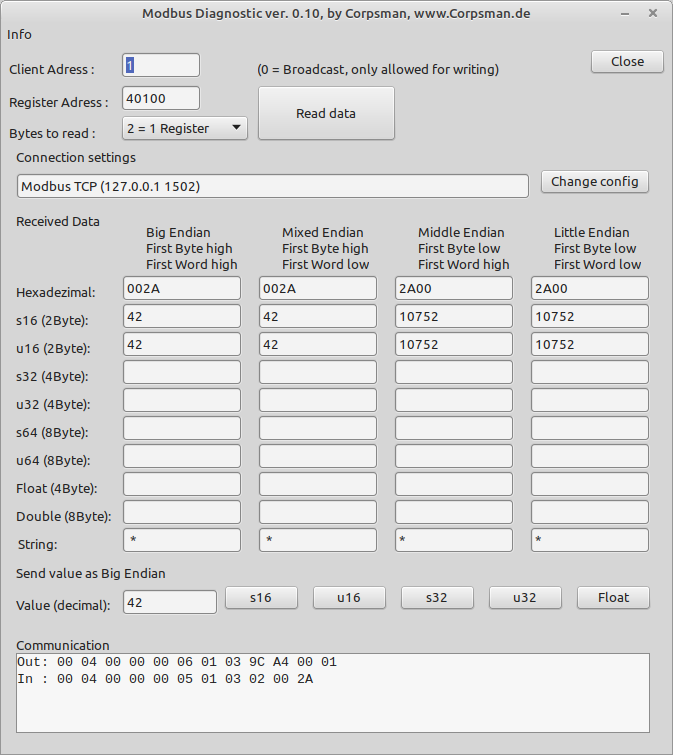 Modbus Diagnostic ver. 0.10, by Corpsman, www.Corpsman.de
Info
Client Adress : 1 (0 = Broadcast, only allowed for writing) Close
Register Adress : 40100 Read data
Bytes to read : 2 = 1 Register
Connection settings
Modbus TCP (127.0.0.1 1502) Change config
Received Data
Big Endian Mixed Endian Middle Endian Little Endian
First Byte high First Byte high First Byte low First Byte low
First Word high First Word low First Word high First Word low
Hexadezimal: 002A 002A 2A00 2A00
s16 (2Byte): 42 42 10752 10752
u16 (2Byte): 42 42 10752 10752
s32 (4Byte):
u32 (4Byte):
s64 (8Byte):
u64 (8Byte):
Float (4Byte):
Double (8Byte):
String: * * * *
Send value as Big Endian
Value (decimal): 42 s16 u16 s32 u32 Float
Communication
Out: 00 04 00 00 00 06 01 03 9C A4 00 01
In : 00 04 00 00 00 05 01 03 02 00 2A